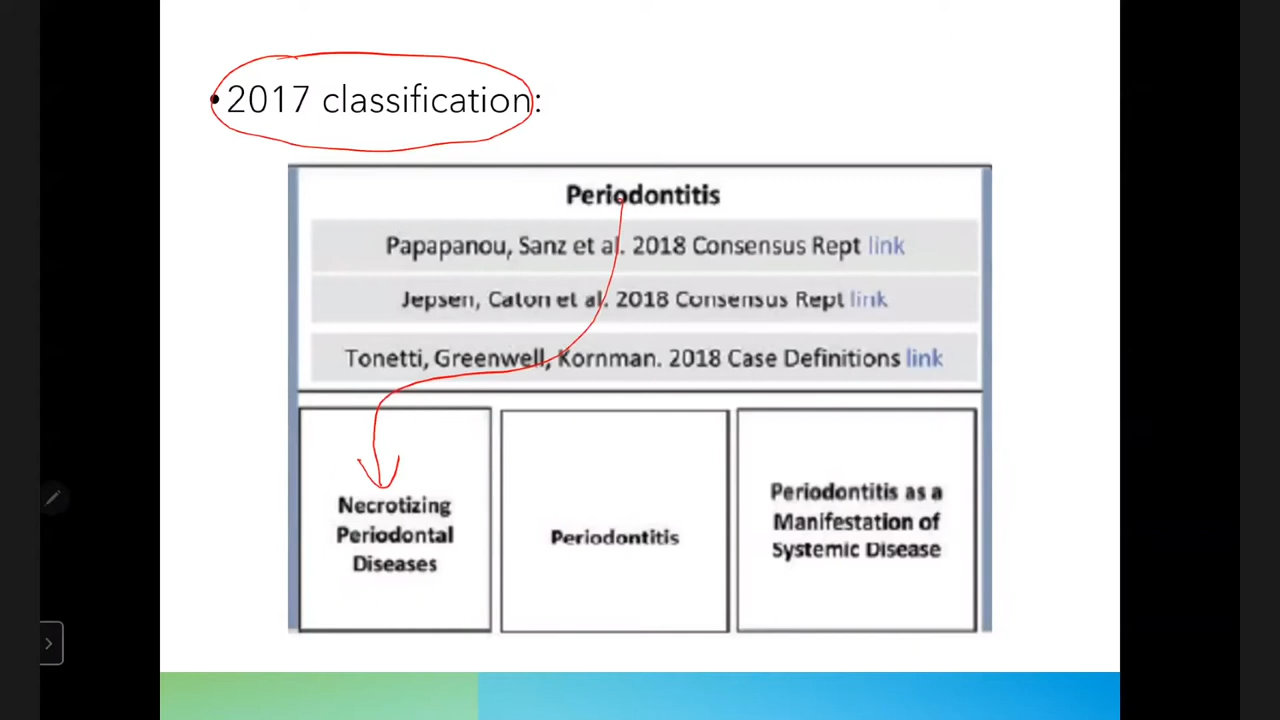 •2017 classification:
Periodontitis
Papapanou, Sanz et al. 2018 Consensus Rept link
Jepsen, Caton et al. 2018 Consensus Rept link
Tonetti, Greenwell, Kornman. 2018 Case Definitions link
Necrotizing
Periodontal
Diseases
Periodontitis
Periodontitis as a
Manifestation of
Systemic Disease